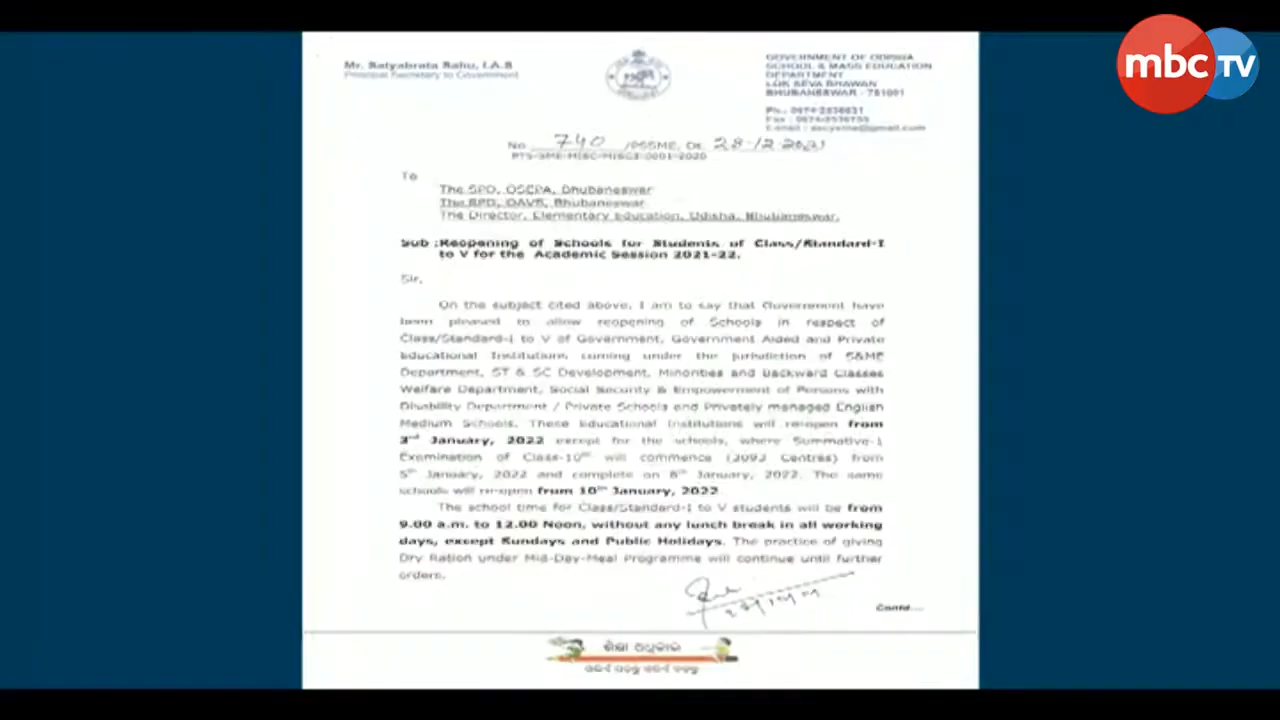 mbc TV
Mr. Satyabrata Sahu, I.A.S
Principal Secretary to Government
GOVERNMENT OF ODISHA
SCHOOL & MASS EDUCATION
DEPARTMENT
LOK SEVA BHAWAN
BHUBANESWAR - 751001
No. 740 /PSSME, Dt. 28/12.2021
To
The SPD, OSEPA, Bhubaneswar
The SPD, OAVS, Bhubaneswar
The Director, Elementary Education, Odisha, Bhubaneswar.
Sub :Reopening of Schools for Students of Class/Standard-I
to V for the Academic Session 2021-22.
Sir,
On the subject cited above, I am to say that Government have
been pleased to allow reopening of Schools in respect of
Class/Standard-I to V of Government, Government Aided and Private
Educational Institutions coming under the jurisdiction of S&ME
Department, ST & SC Development, Minorities and Backward Classes
Welfare Department, Social Security & Empowerment of Persons with
Disability Department / Private Schools and Privately managed English
Medium Schools. These Educational Institutions will re-open from
3rd January, 2022 except for the schools, where Summative-1
Examination of Class-10th will commence Centres) from
5th January, 2022 and complete on 8th January, 2022. The same
schools will re-open from 10th January, 2022.
The school time for Class/Standard-I to V students will be from
9.00 a.m. to 12.00 Noon, without any lunch break in all working
days, except Sundays and Public Holidays. The practice of giving
Dry Ration under Mid-Day-Meal Programme will continue until further
orders.
Contd...
ଶିକ୍ଷା ଅଧିକାର